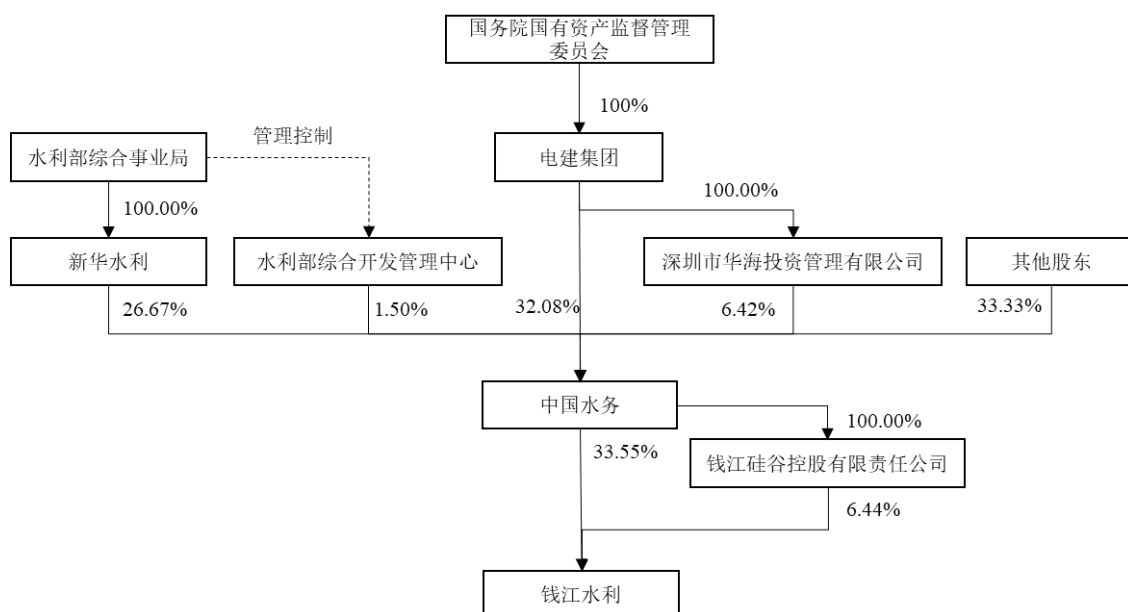 国务院国有资产监督管理
委员会
100%
管理控制
水利部综合事业局
电建集团
100.00%
100.00%
新华水利
水利部综合开发管理中心
深圳市华海投资管理有限公司
其他股东
26.67%
1.50%
32.08%
6.42%
33.33%
中国水务
100.00%
33.55%
钱江硅谷控股有限责任公司
6.44%
钱江水利